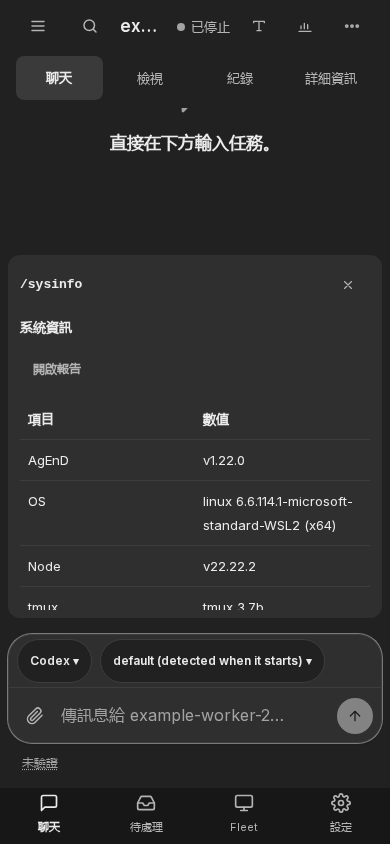 ex...
已停止
聊天
檢視
紀錄
詳細資訊
直接在下方輸入任務。
/sysinfo
系統資訊
開啟報告
項目 數值
AgEnD v1.22.0
OS linux 6.6.114.1-microsoft-
standard-WSL2 (x64)
Node v22.22.2
tmux tmux 3.7b
Codex ▾
default (detected when it starts) ▾
傳訊息給 example-worker-2...
未驗證
聊天
待處理
Fleet
設定